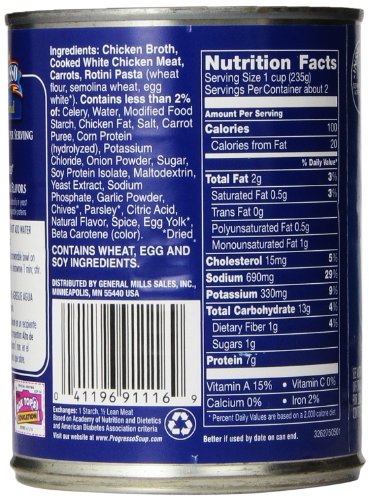 Ingredients: Chicken Broth,
Cooked White Chicken Meat,
Carrots, Rotini Pasta (wheat
flour, semolina wheat, egg
white*). Contains less than 2%
of: Celery, Water, Modified Food
Starch, Chicken Fat, Salt, Carrot
Puree, Corn Protein
(hydrolyzed), Potassium
Chloride, Onion Powder, Sugar,
Soy Protein Isolate, Maltodextrin,
Yeast Extract, Sodium
Phosphate, Garlic Powder,
Chives*, Parsley*, Citric Acid,
Natural Flavor, Spice, Egg Yolk*,
Beta Carotene (color). *Dried
CONTAINS WHEAT, EGG AND
SOY INGREDIENTS.
DISTRIBUTED BY GENERAL MILLS SALES, INC.,
MINNEAPOLIS, MN 55440 USA
0 41196 91116 9
Exchanges: 1 Starch, ½ Lean Meat
Based on Academy of Nutrition and Dietetics
and American Diabetes Association criteria
Visit our website at www.ProgressoSoup.com
Nutrition Facts
Serving Size 1 cup (235g)
Servings Per Container about 2
Amount Per Serving
Calories 100
Calories from Fat 20
% Daily Value*
Total Fat 2g 3%
Saturated Fat 0.5g 3%
Trans Fat 0g
Polyunsaturated Fat 0.5g
Monounsaturated Fat 1g
Cholesterol 15mg 5%
Sodium 690mg 29%
Potassium 330mg 9%
Total Carbohydrate 13g 4%
Dietary Fiber 1g 4%
Sugars 1g
Protein 7g
Vitamin A 15% • Vitamin C 0%
Calcium 0% • Iron 2%
* Percent Daily Values are based on a 2,000 calorie diet.
Better if used by date on can end.
3262750901
PER SERVING
FLAVORS
NOT ADD WATER
AGREGUE AGUA